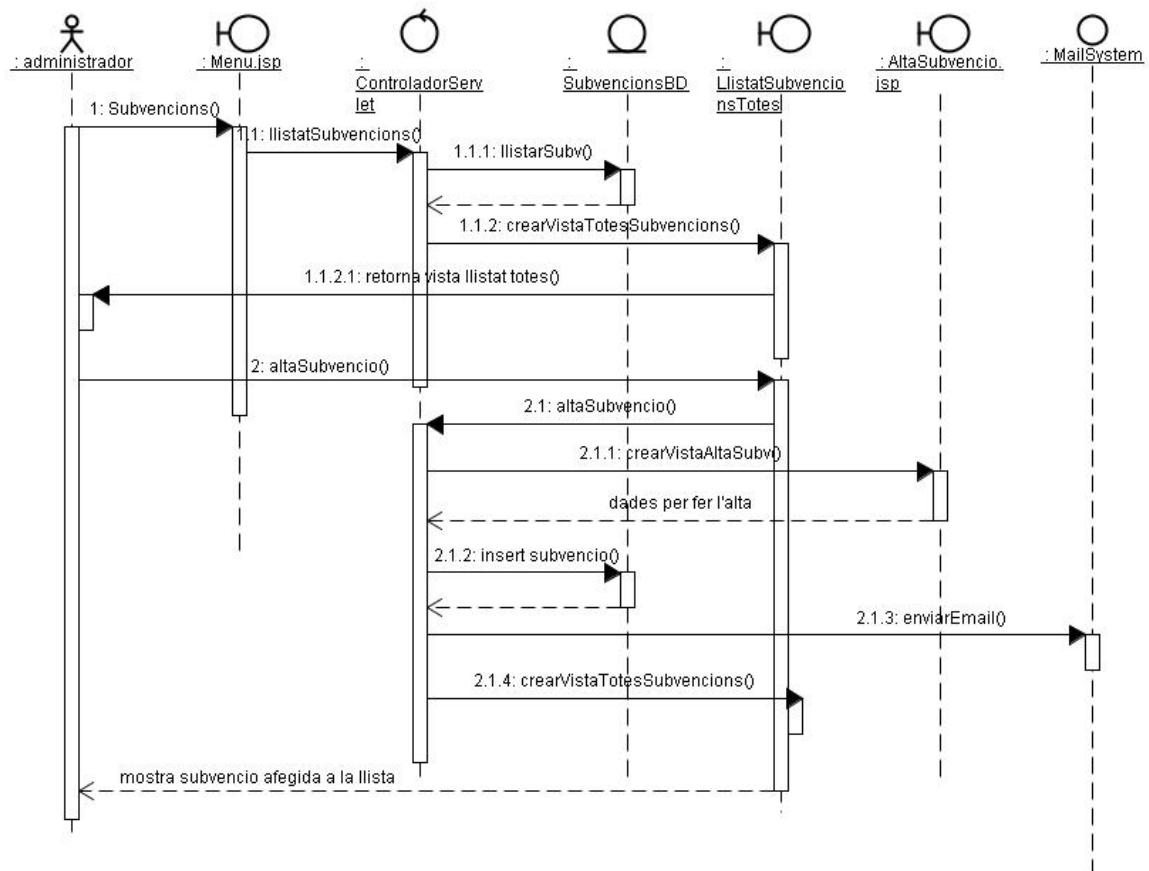 : administrador
: Menu.jsp
:
ControladorServ
let
:
SubvencionsBD
:
LlistatSubvencio
nsTotes
: AltaSubvencio.
jsp
: MailSystem
1: Subvencions()
1.1: llistatSubvencions()
1.1.1: llistarSubv()
1.1.2: crearVistaTotesSubvencions()
1.1.2.1: retorna vista llistat totes()
2: altaSubvencio()
2.1: altaSubvencio()
2.1.1: crearVistaAltaSubv()
dades per fer l'alta
2.1.2: insert subvencio()
2.1.3: enviarEmail()
2.1.4: crearVistaTotesSubvencions()
mostra subvencio afegida a la llista